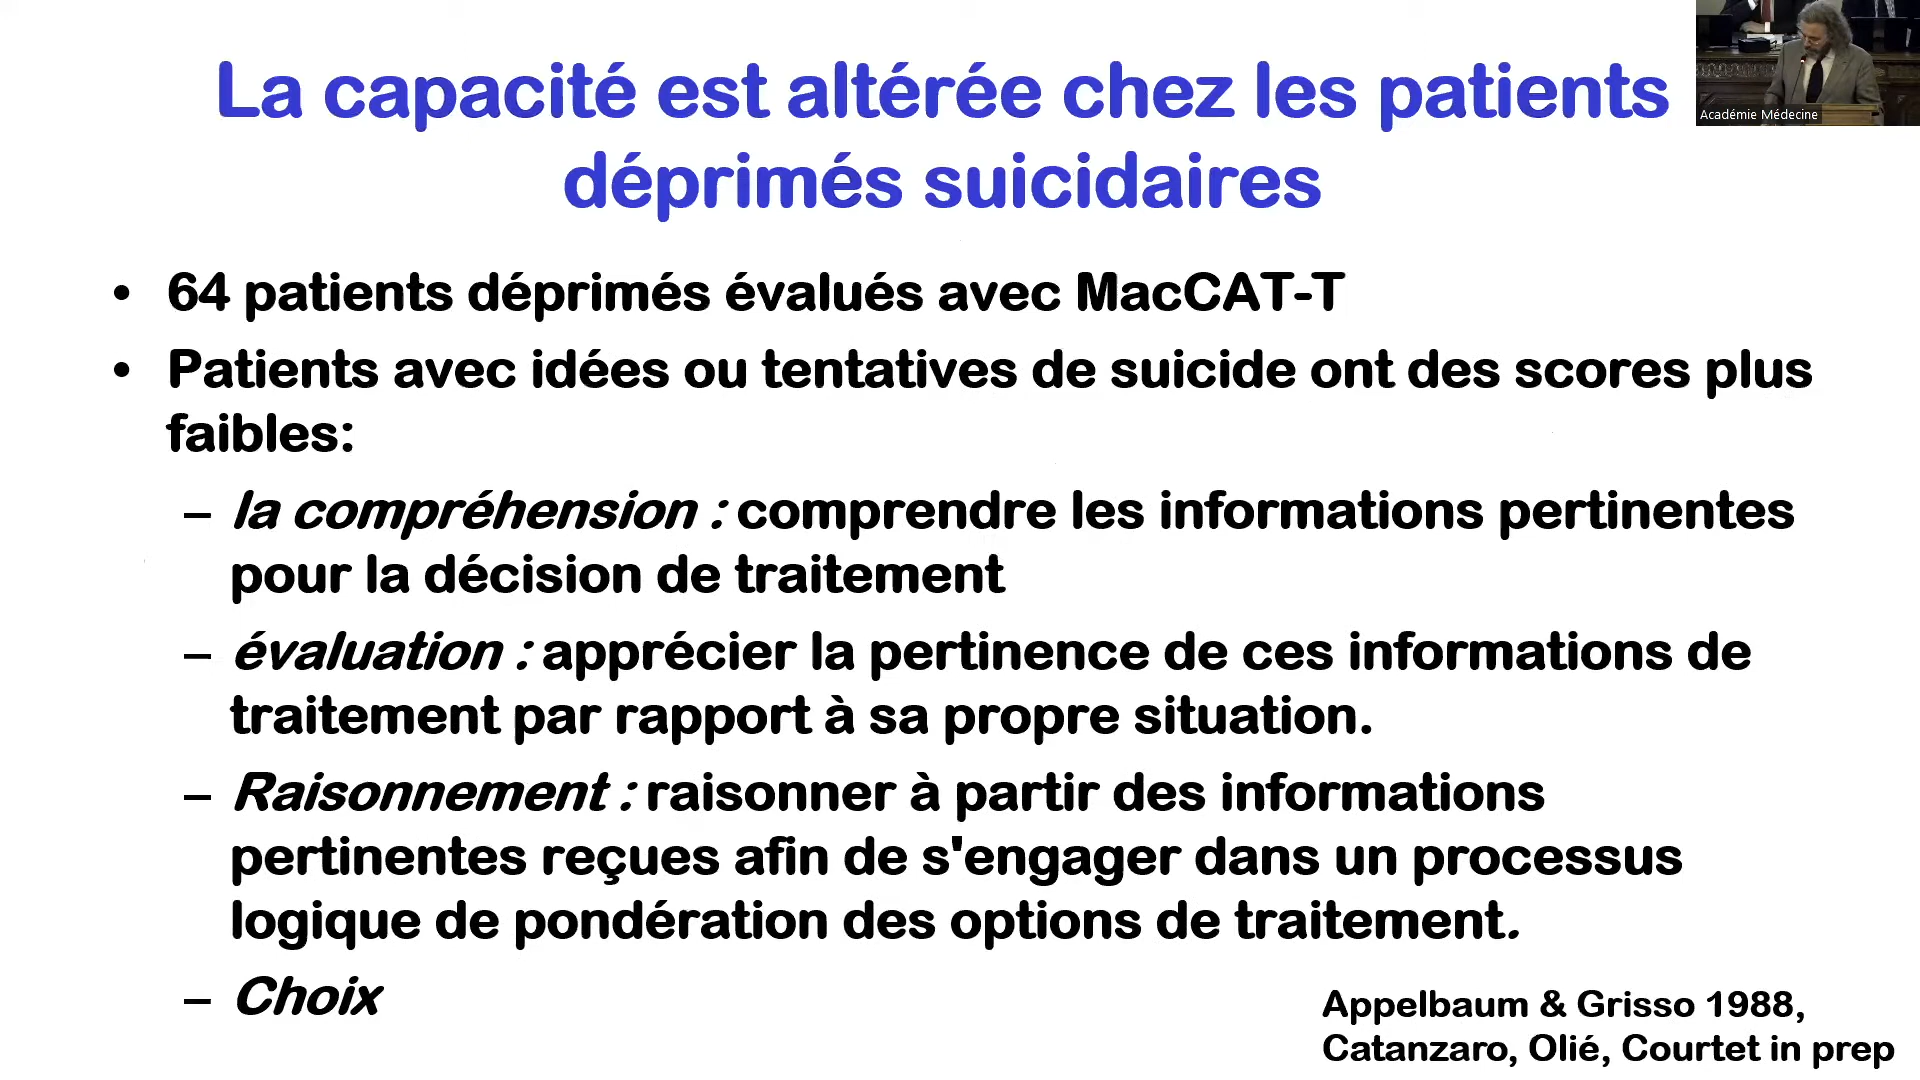 La capacité est altérée chez les patients
déprimés suicidaires
Académie Médecine
• 64 patients déprimés évalués avec MacCAT-T
• Patients avec idées ou tentatives de suicide ont des scores plus
faibles:
– la compréhension : comprendre les informations pertinentes
pour la décision de traitement
– évaluation : apprécier la pertinence de ces informations de
traitement par rapport à sa propre situation.
– Raisonnement : raisonner à partir des informations
pertinentes reçues afin de s'engager dans un processus
logique de pondération des options de traitement.
– Choix
Appelbaum & Grisso 1988,
Catanzaro, Olié, Courtet in prep